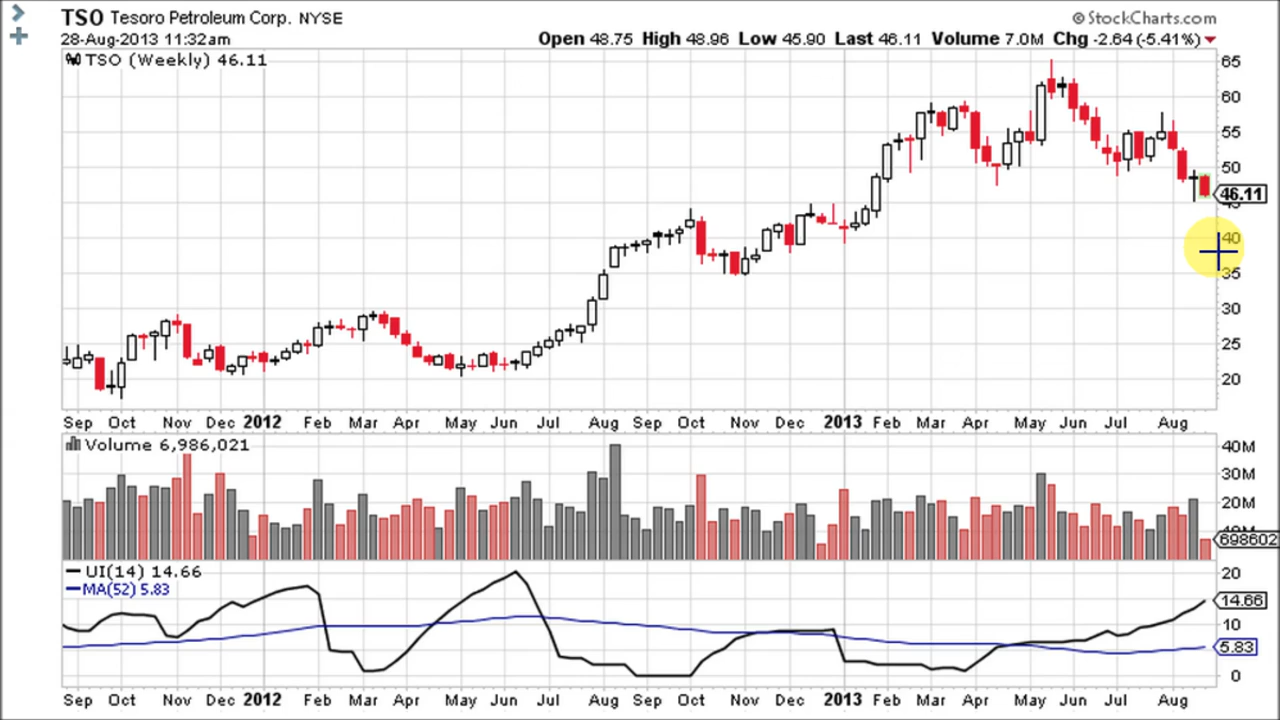 TSO Tesoro Petroleum Corp. NYSE
© StockCharts.com
28-Aug-2013 11:32am
Open 48.75 High 48.96 Low 45.90 Last 46.11 Volume 7.0M Chg -2.64 (-5.41%)
TSO (Weekly) 46.11
65
60
55
50
46.11
45
40
35
30
25
20
Sep Oct Nov Dec 2012 Feb Mar Apr May Jun Jul Aug Sep Oct Nov Dec 2013 Feb Mar Apr May Jun Jul Aug
Volume 6,986,021
40M
30M
20M
10M
698602
UI(14) 14.66
MA(52) 5.83
20
14.66
10
5.83
0
Sep Oct Nov Dec 2012 Feb Mar Apr May Jun Jul Aug Sep Oct Nov Dec 2013 Feb Mar Apr May Jun Jul Aug